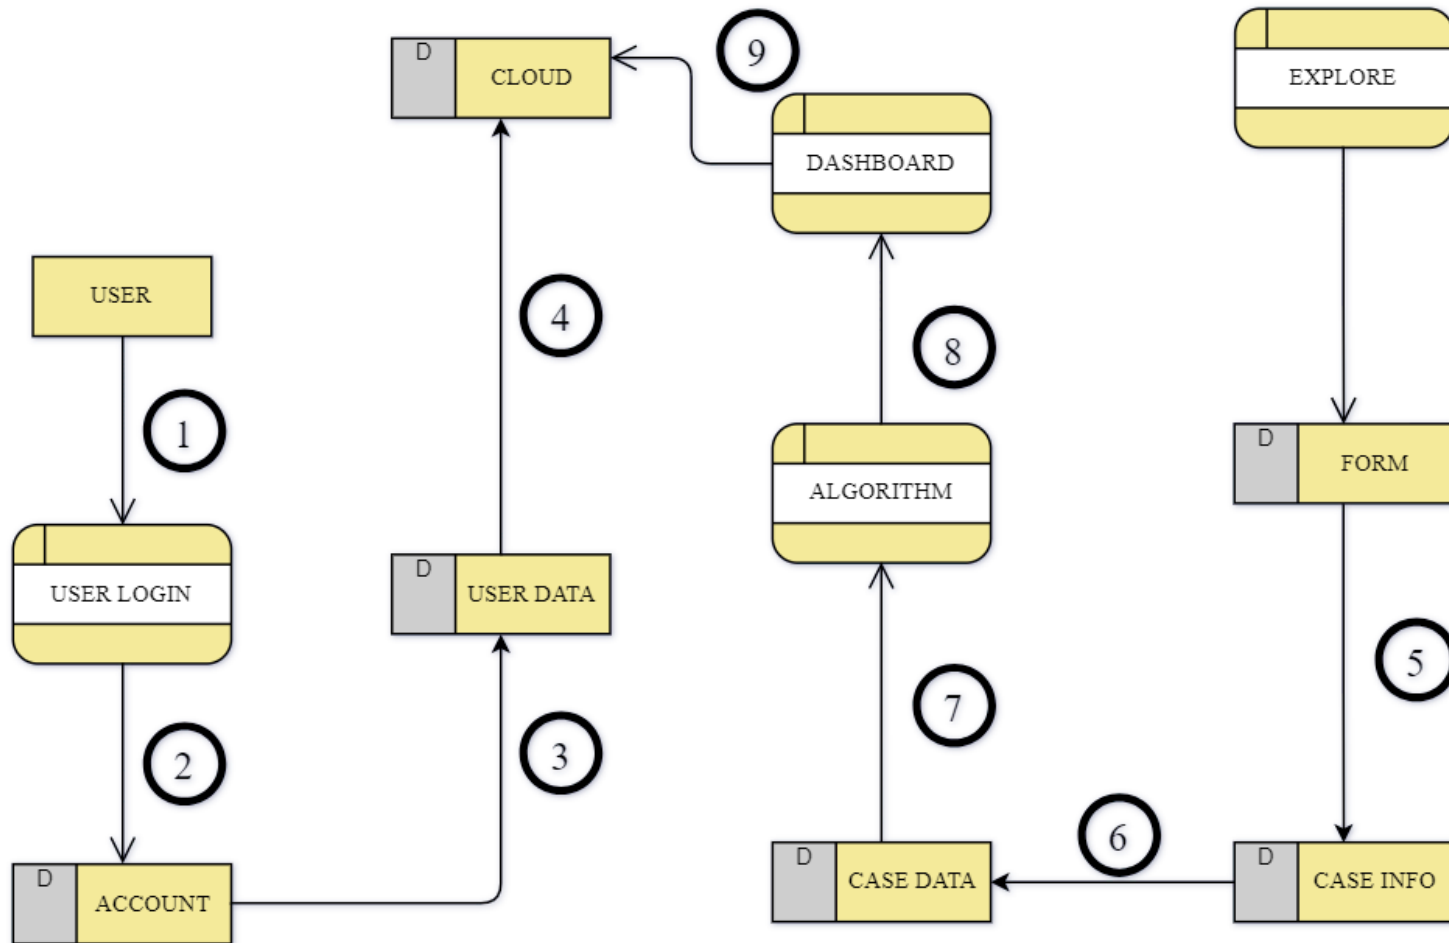 D
CLOUD
9
EXPLORE
DASHBOARD
USER
4
8
1
D
FORM
ALGORITHM
D
USER DATA
USER LOGIN
5
7
3
2
6
D
CASE DATA
D
CASE INFO
D
ACCOUNT